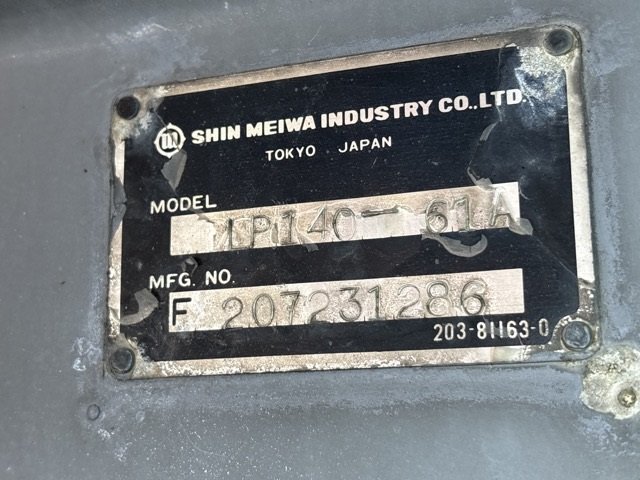 SHIN MEIWA INDUSTRY CO.,LTD.
TOKYO JAPAN
MODEL
LP140-61A
MFG. NO.
F 207231286
203-81163-0